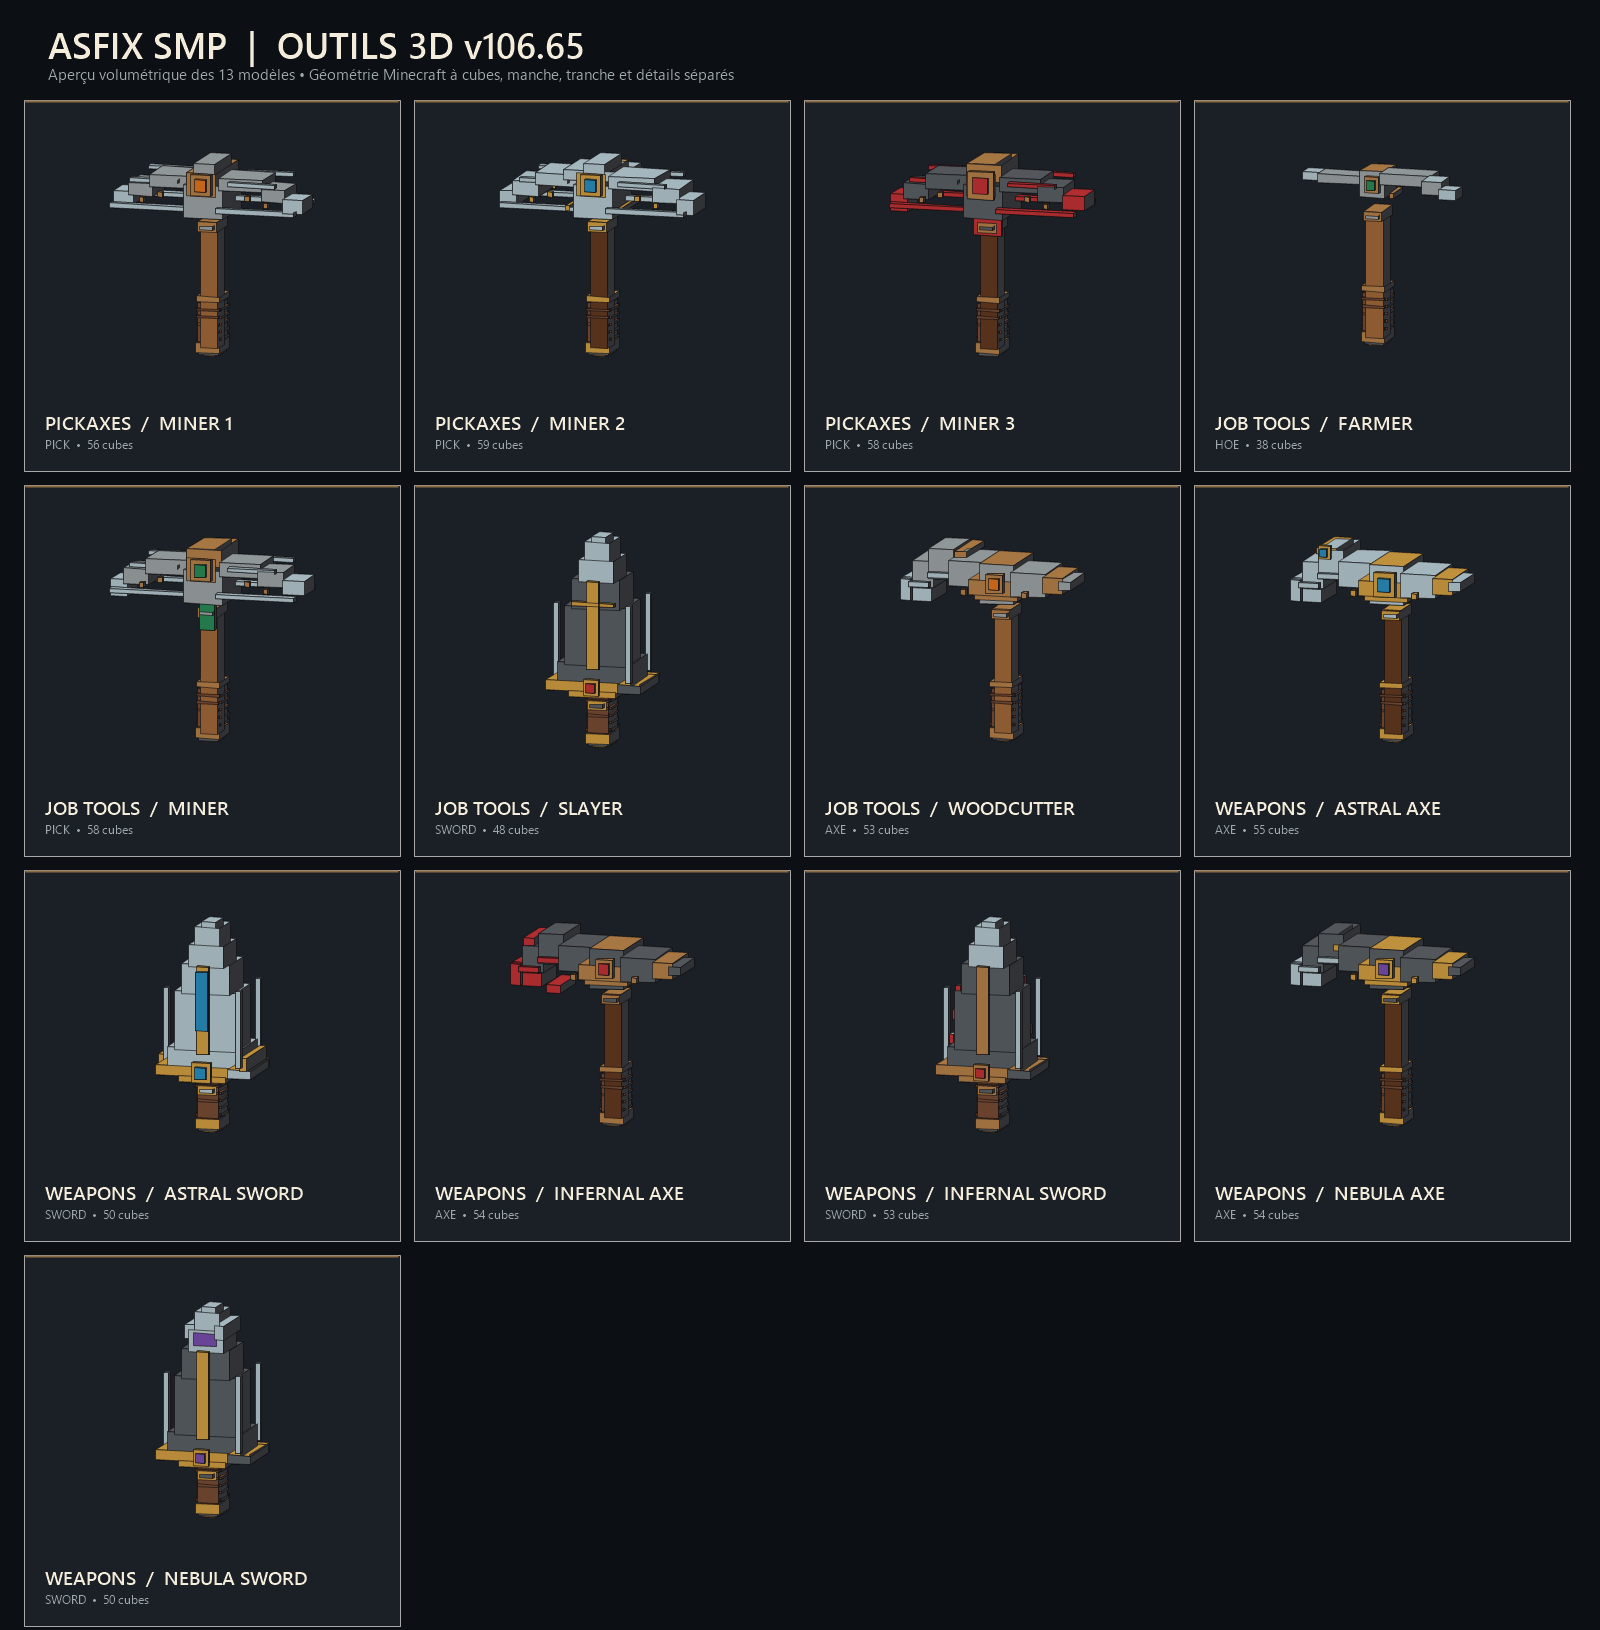 ASFIX SMP | OUTILS 3D v106.65
Aperçu volumétrique des 13 modèles • Géométrie Minecraft à cubes, manche, tranche et détails séparés
PICKAXES / MINER 1
PICK • 56 cubes
PICKAXES / MINER 2
PICK • 59 cubes
PICKAXES / MINER 3
PICK • 58 cubes
JOB TOOLS / FARMER
HOE • 38 cubes
JOB TOOLS / MINER
PICK • 58 cubes
JOB TOOLS / SLAYER
SWORD • 48 cubes
JOB TOOLS / WOODCUTTER
AXE • 53 cubes
WEAPONS / ASTRAL AXE
AXE • 55 cubes
WEAPONS / ASTRAL SWORD
SWORD • 50 cubes
WEAPONS / INFERNAL AXE
AXE • 54 cubes
WEAPONS / INFERNAL SWORD
SWORD • 53 cubes
WEAPONS / NEBULA AXE
AXE • 54 cubes
WEAPONS / NEBULA SWORD
SWORD • 50 cubes